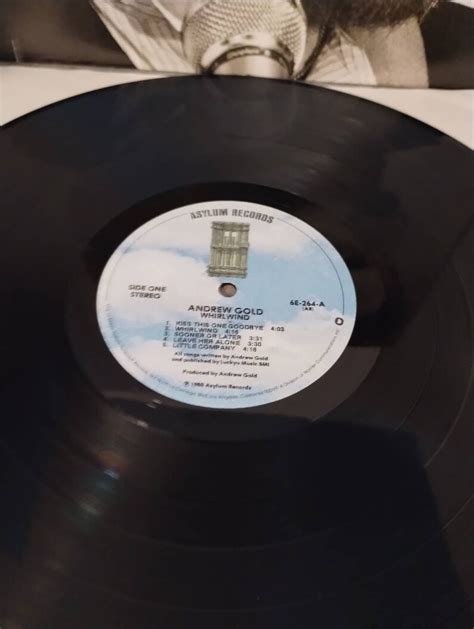 ASYLUM RECORDS
SIDE ONE
STEREO
6E-264-A
(AR)
ANDREW GOLD
WHIRLWIND
1. KISS THIS ONE GOODBYE 4:03
2. WHIRLWIND 4:16
3. SOONER OR LATER 3:31
4. LEAVE HER ALONE 3:30
5. LITTLE COMPANY 4:18
All songs written by Andrew Gold
and published by Luckyu Music BMI
Produced by Andrew Gold
Ⓟ 1980 Asylum Records